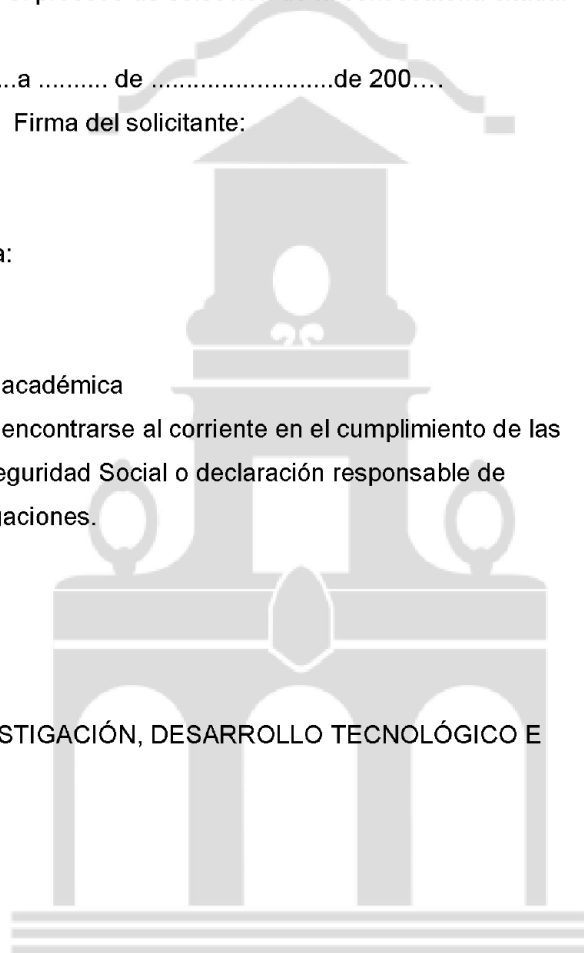 ...a .......... de ..........................de 200....
Firma del solicitante:
a:
académica
encontrarse al corriente en el cumplimiento de las
eguridad Social o declaración responsable de
gaciones.
STIGACIÓN, DESARROLLO TECNOLÓGICO E